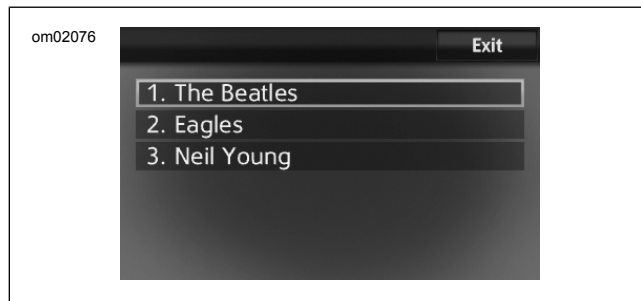 om02076
Exit
1. The Beatles
2. Eagles
3. Neil Young